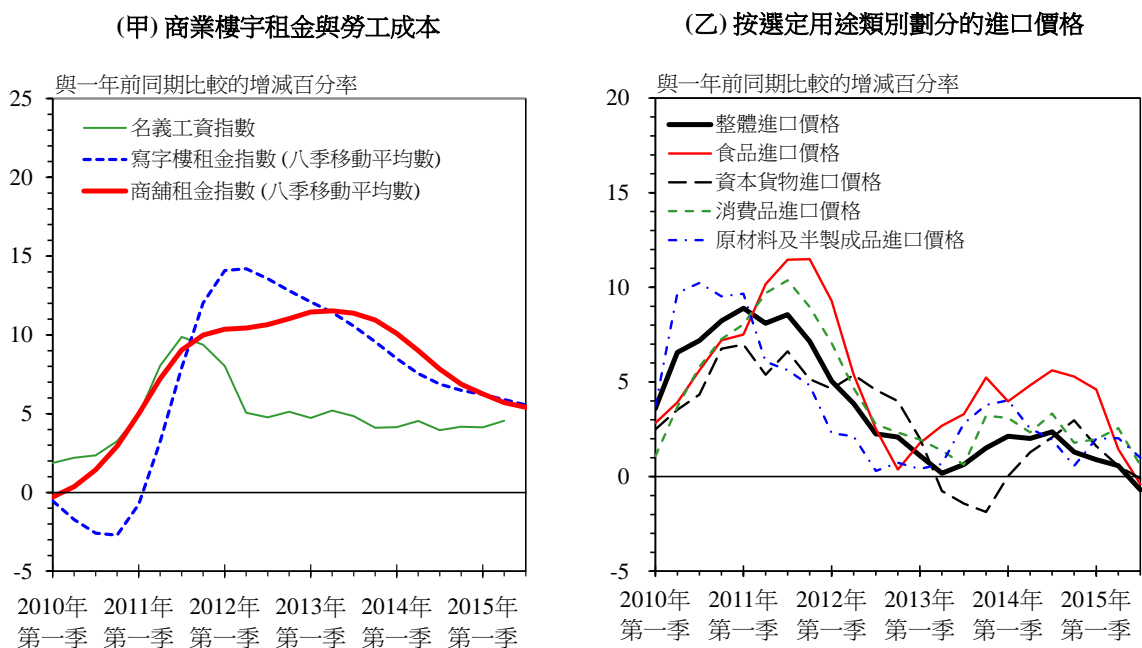 (甲) 商業樓宇租金與勞工成本
與一年前同期比較的增減百分率
25
20
15
10
5
0
-5
名義工資指數
寫字樓租金指數 (八季移動平均數)
商舖租金指數 (八季移動平均數)
2010年 2011年 2012年 2013年 2014年 2015年
第一季 第一季 第一季 第一季 第一季 第一季
(乙) 按選定用途類別劃分的進口價格
與一年前同期比較的增減百分率
20
15
10
5
0
-5
整體進口價格
食品進口價格
資本貨物進口價格
消費品進口價格
原材料及半製成品進口價格
2010年 2011年 2012年 2013年 2014年 2015年
第一季 第一季 第一季 第一季 第一季 第一季